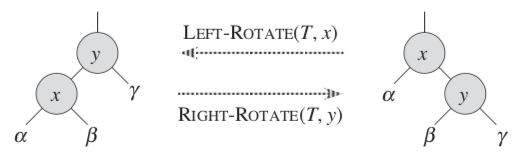 y
x
γ
α
β
LEFT-ROTATE(T, x)
RIGHT-ROTATE(T, y)
x
α
y
β
γ